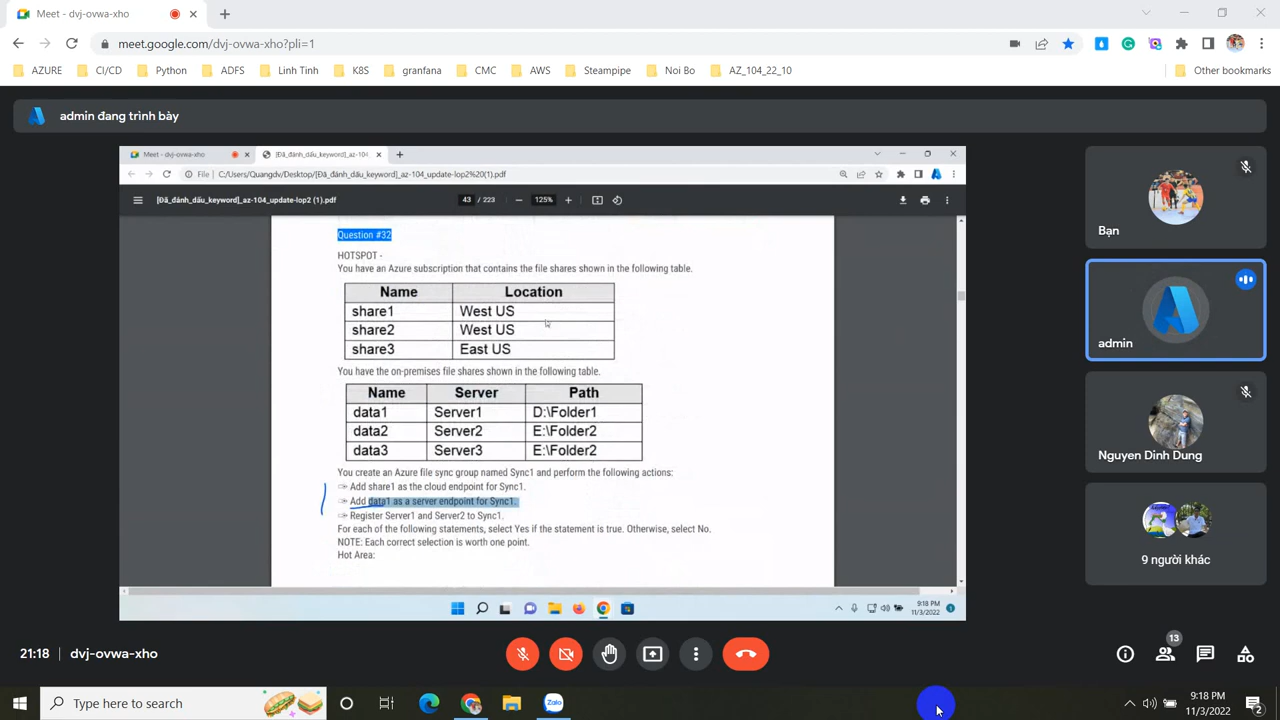 Meet - dvj-ovwa-xho
meet.google.com/dvj-ovwa-xho?pli=1
AZURE CI/CD Python ADFS Linh Tinh K8S granfana CMC AWS Steampipe Noi Bo AZ_104_22_10 Other bookmarks
admin đang trình bày
Meet - dvj-ovwa-xho [Đã_đánh_dấu_keyword]_az-104
File C:/Users/Quangdv/Desktop/[Đã_đánh_dấu_keyword]_az-104_update-lop2%20(1).pdf
[Đã_đánh_dấu_keyword]_az-104_update-lop2 (1).pdf 43 / 223 125%
Question #32
HOTSPOT -
You have an Azure subscription that contains the file shares shown in the following table.
Name Location
share1 West US
share2 West US
share3 East US
You have the on-premises file shares shown in the following table.
Name Server Path
data1 Server1 D:\Folder1
data2 Server2 E:\Folder2
data3 Server3 E:\Folder2
You create an Azure file sync group named Sync1 and perform the following actions:
Add share1 as the cloud endpoint for Sync1.
Add data1 as a server endpoint for Sync1.
Register Server1 and Server2 to Sync1.
For each of the following statements, select Yes if the statement is true. Otherwise, select No.
NOTE: Each correct selection is worth one point.
Hot Area:
9:18 PM
11/3/2022
Bạn
admin
Nguyen Dinh Dung
9 người khác
21:18 dvj-ovwa-xho
13
Type here to search
Zalo
9:18 PM
11/3/2022
2